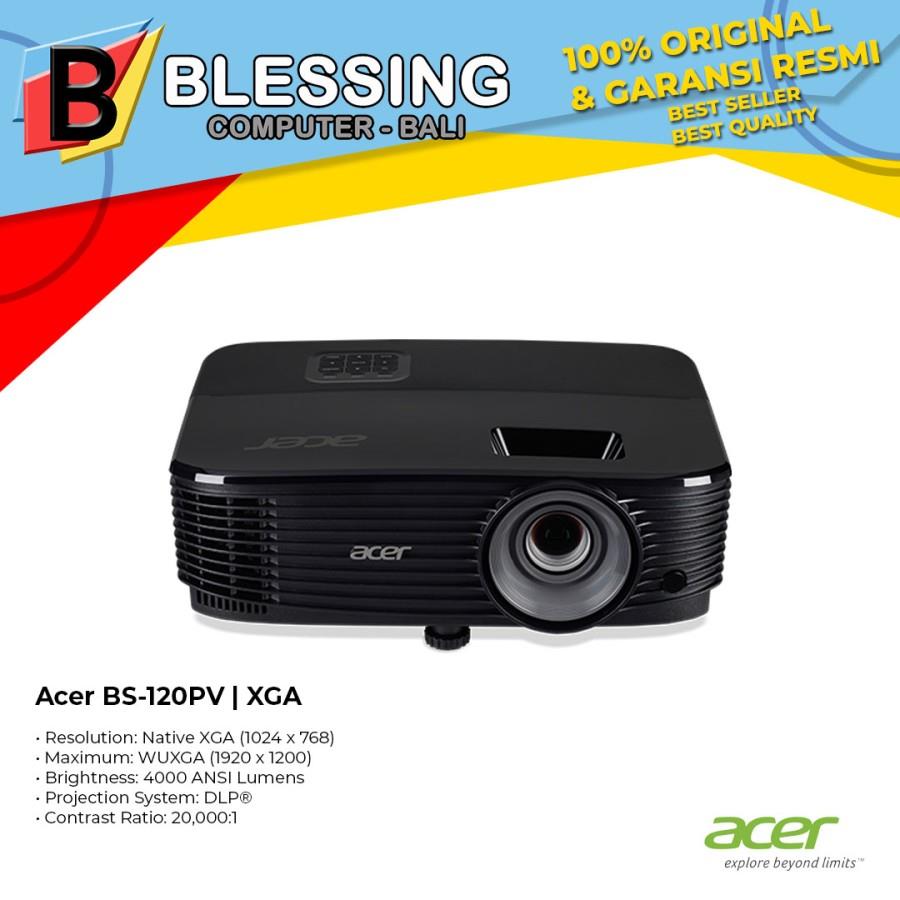 B BLESSING
COMPUTER - BALI
100% ORIGINAL
& GARANSI RESMI
BEST SELLER
BEST QUALITY
acer
acer
Acer BS-120PV | XGA
• Resolution: Native XGA (1024 x 768)
• Maximum: WUXGA (1920 x 1200)
• Brightness: 4000 ANSI Lumens
• Projection System: DLP®
• Contrast Ratio: 20,000:1
acer
explore beyond limits™